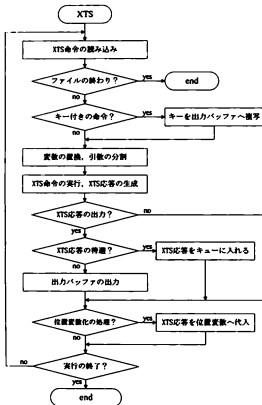 XTS
XTS命令の読み込み
ファイルの終わり?
yes
end
no
キー付きの命令?
yes
キーを出力バッファへ複写
no
変数の置換、引数の分割
XTS命令の実行、XTS応答の生成
XTS応答の出力?
no
yes
XTS応答の待避?
yes
XTS応答をキューに入れる
no
出力バッファの出力
位置変数化の処理?
yes
XTS応答を位置変数へ代入
no
実行の終了?
no
yes
end